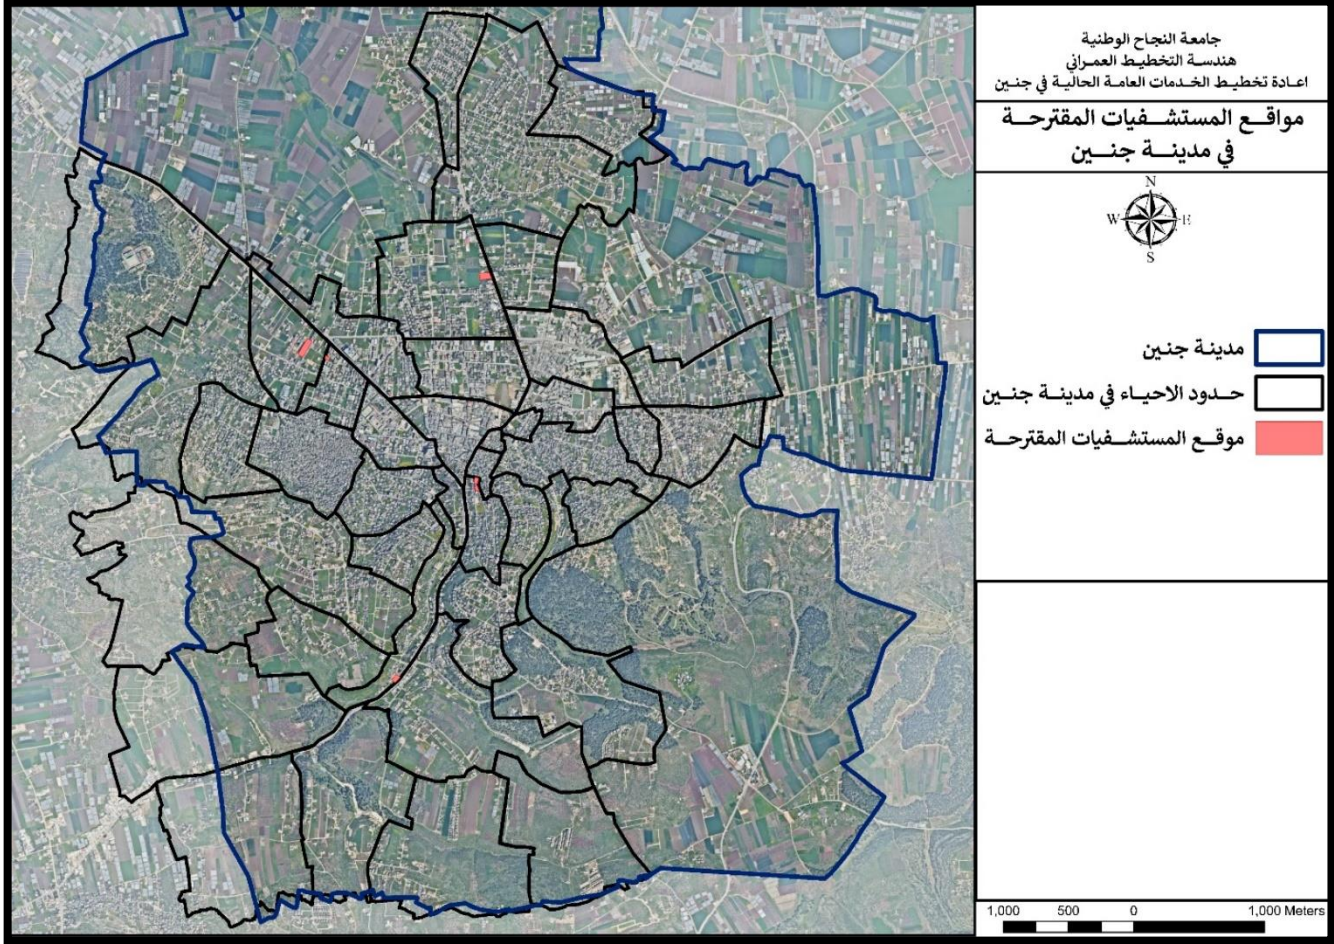 جامعة النجاح الوطنية
هندسة التخطيط العمراني
اعادة تخطيط الخدمات العامة الحالية في جنين
مواقع المستشفيات المقترحة
في مدينة جنين
N
W E
S
مدينة جنين
حدود الاحياء في مدينة جنين
موقع المستشفيات المقترحة
1,000 500 0 1,000 Meters